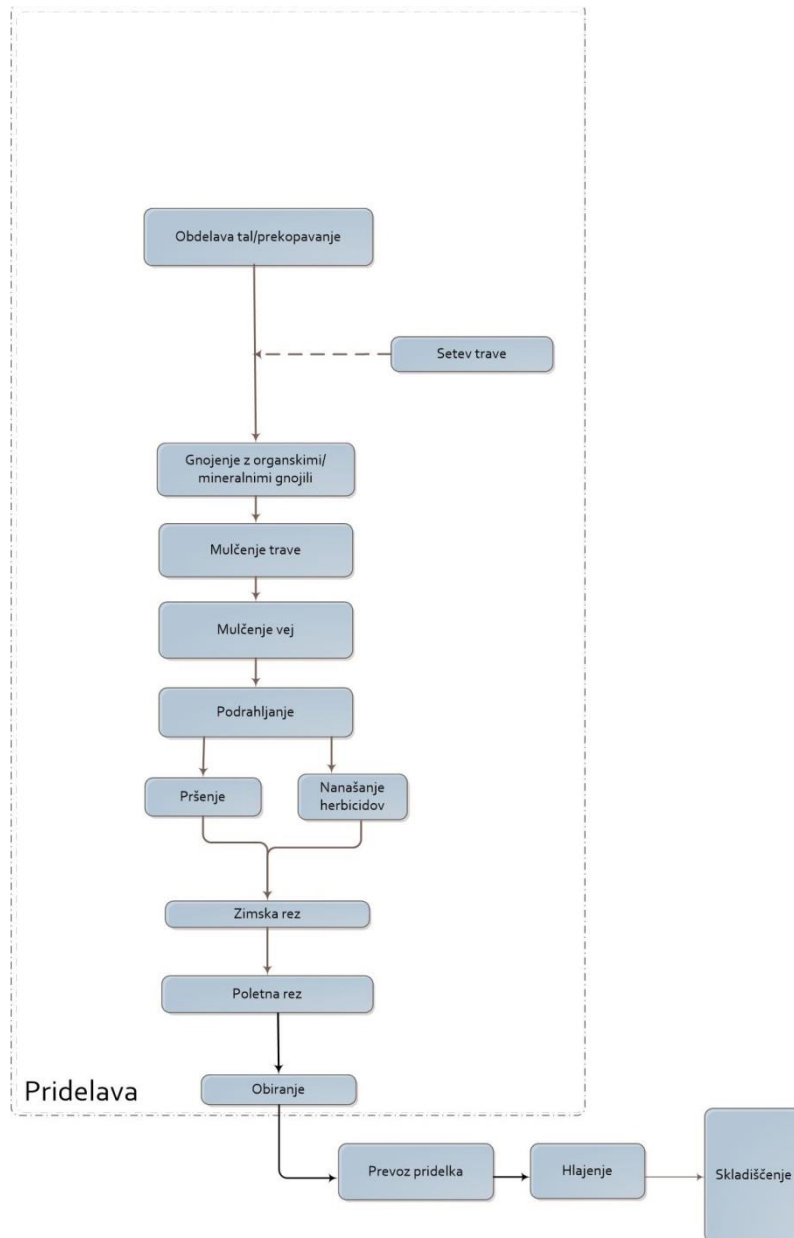 Obdelava tal/prekopavanje
Setev trave
Gnojenje z organskimi/
mineralnimi gnojili
Mulčenje trave
Mulčenje vej
Podrahljanje
Pršenje
Nanašanje
herbicidov
Zimska rez
Poletna rez
Obiranje
Pridelava
Prevoz pridelka
Hlajenje
Skladiščenje